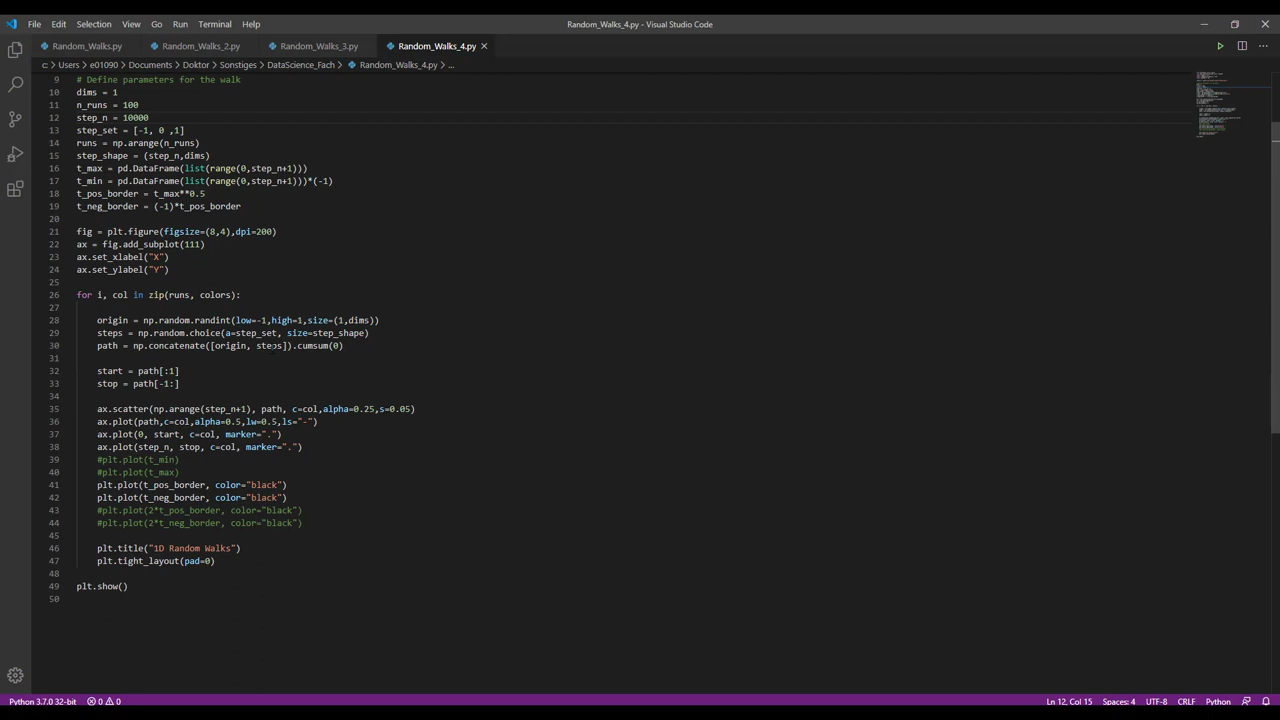 File Edit Selection View Go Run Terminal Help
Random_Walks_4.py - Visual Studio Code
Random_Walks.py Random_Walks_2.py Random_Walks_3.py Random_Walks_4.py
c: > Users > e01090 > Documents > Doktor > Sonstiges > DataScience_Fach > Random_Walks_4.py > ...
9 # Define parameters for the walk
10 dims = 1
11 n_runs = 100
12 step_n = 10000
13 step_set = [-1, 0 ,1]
14 runs = np.arange(n_runs)
15 step_shape = (step_n,dims)
16 t_max = pd.DataFrame(list(range(0,step_n+1)))
17 t_min = pd.DataFrame(list(range(0,step_n+1)))*(-1)
18 t_pos_border = t_max**0.5
19 t_neg_border = (-1)*t_pos_border
20
21 fig = plt.figure(figsize=(8,4),dpi=200)
22 ax = fig.add_subplot(111)
23 ax.set_xlabel("X")
24 ax.set_ylabel("Y")
25
26 for i, col in zip(runs, colors):
27
28 origin = np.random.randint(low=-1,high=1,size=(1,dims))
29 steps = np.random.choice(a=step_set, size=step_shape)
30 path = np.concatenate([origin, steps]).cumsum(0)
31
32 start = path[:1]
33 stop = path[-1:]
34
35 ax.scatter(np.arange(step_n+1), path, c=col,alpha=0.25,s=0.05)
36 ax.plot(path,c=col,alpha=0.5,lw=0.5,ls="-")
37 ax.plot(0, start, c=col, marker=".")
38 ax.plot(step_n, stop, c=col, marker=".")
39 #plt.plot(t_min)
40 #plt.plot(t_max)
41 plt.plot(t_pos_border, color="black")
42 plt.plot(t_neg_border, color="black")
43 #plt.plot(2*t_pos_border, color="black")
44 #plt.plot(2*t_neg_border, color="black")
45
46 plt.title("1D Random Walks")
47 plt.tight_layout(pad=0)
48
49 plt.show()
50
Python 3.7.0 32-bit 0 0 Ln 12, Col 15 Spaces: 4 UTF-8 CRLF Python